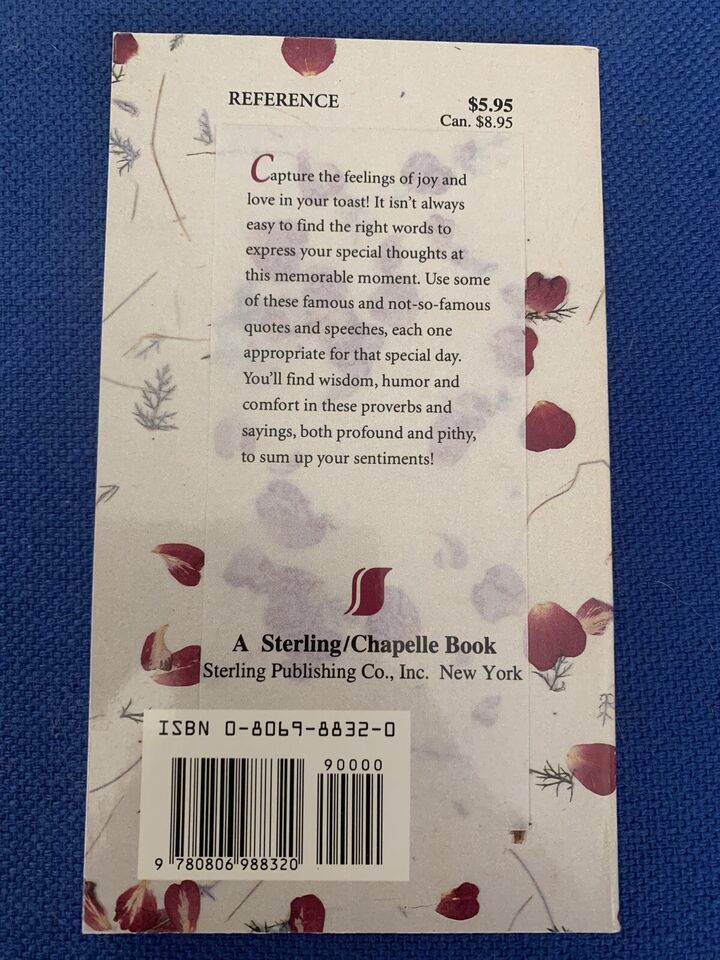 REFERENCE
$5.95
Can. $8.95
Capture the feelings of joy and
love in your toast! It isn't always
easy to find the right words to
express your special thoughts at
this memorable moment. Use some
of these famous and not-so-famous
quotes and speeches, each one
appropriate for that special day.
You'll find wisdom, humor and
comfort in these proverbs and
sayings, both profound and pithy,
to sum up your sentiments!
A Sterling/Chapelle Book
Sterling Publishing Co., Inc. New York
ISBN 0-8069-8832-0
90000
9 780806 988320